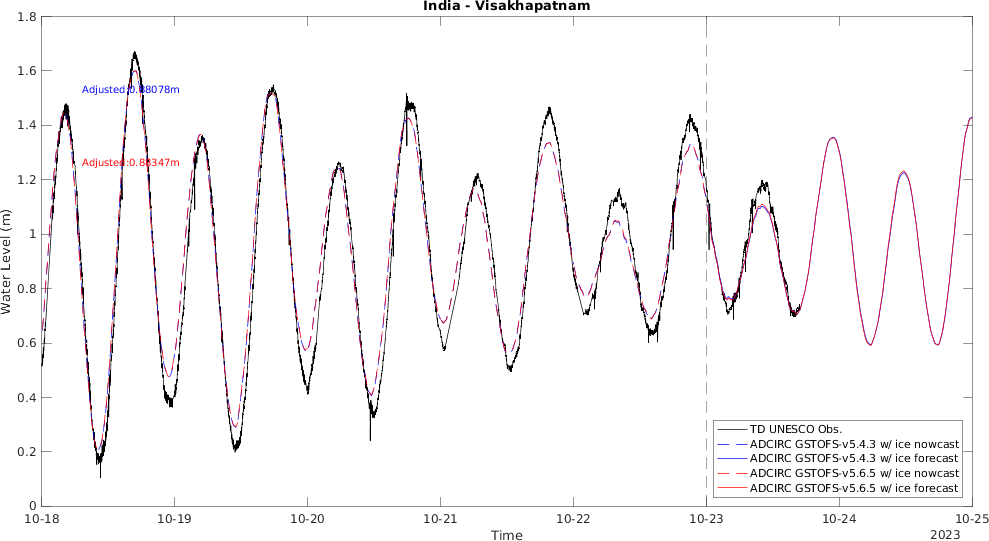 India - Visakhapatnam
Water Level (m)
1.8
1.6
1.4
1.2
1
0.8
0.6
0.4
0.2
0
Adjusted:0.88078m
Adjusted:0.88347m
TD UNESCO Obs.
ADCIRC GSTOFS-v5.4.3 w/ ice nowcast
ADCIRC GSTOFS-v5.4.3 w/ ice forecast
ADCIRC GSTOFS-v5.6.5 w/ ice nowcast
ADCIRC GSTOFS-v5.6.5 w/ ice forecast
10-18 10-19 10-20 10-21 10-22 10-23 10-24 10-25
Time
2023